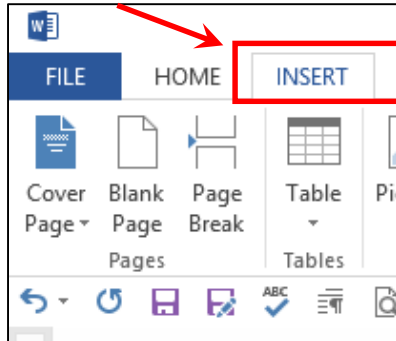 W
FILE HOME INSERT
Cover Blank Page Table
Page Page Break
Pages Tables
ABC